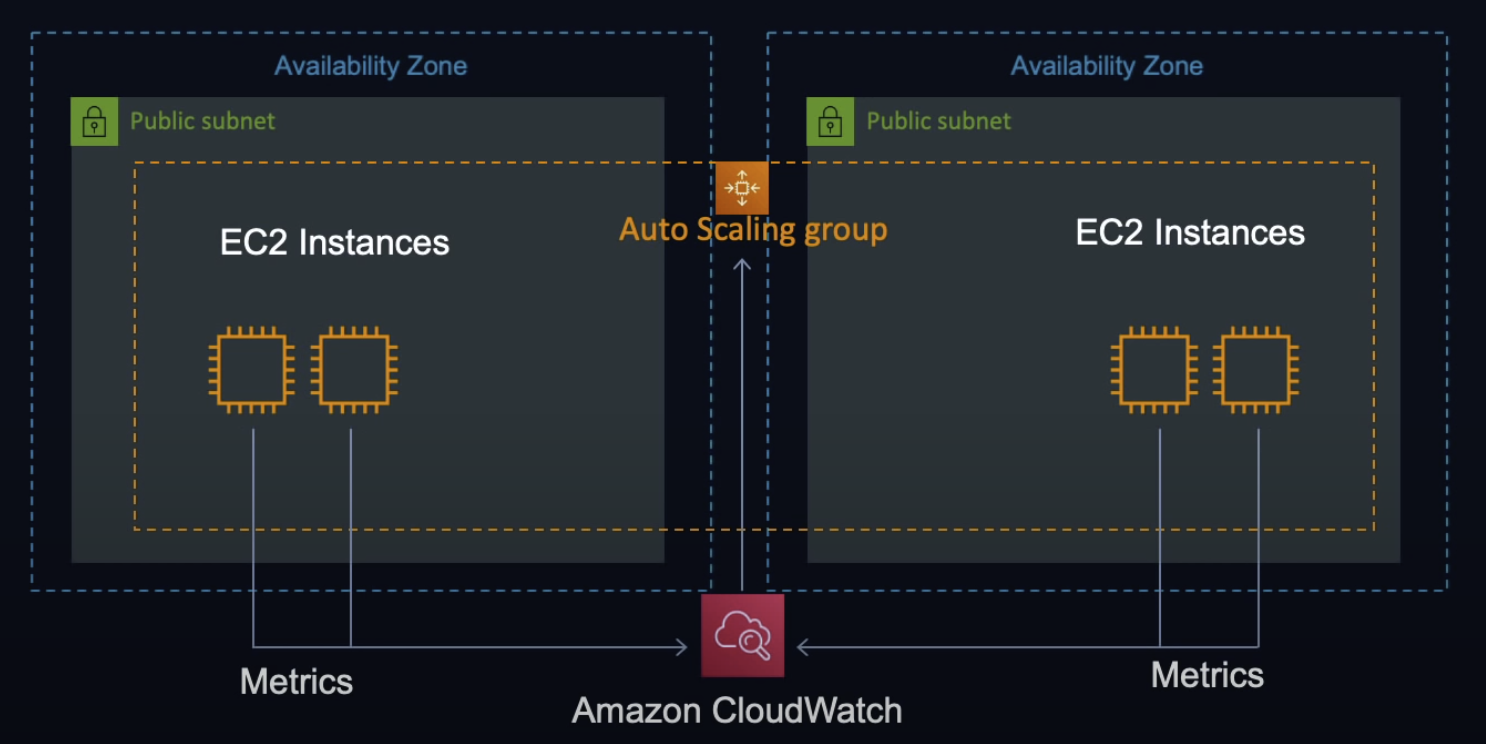 Availability Zone
Availability Zone
Public subnet
Public subnet
Auto Scaling group
EC2 Instances
EC2 Instances
Metrics
Metrics
Amazon CloudWatch